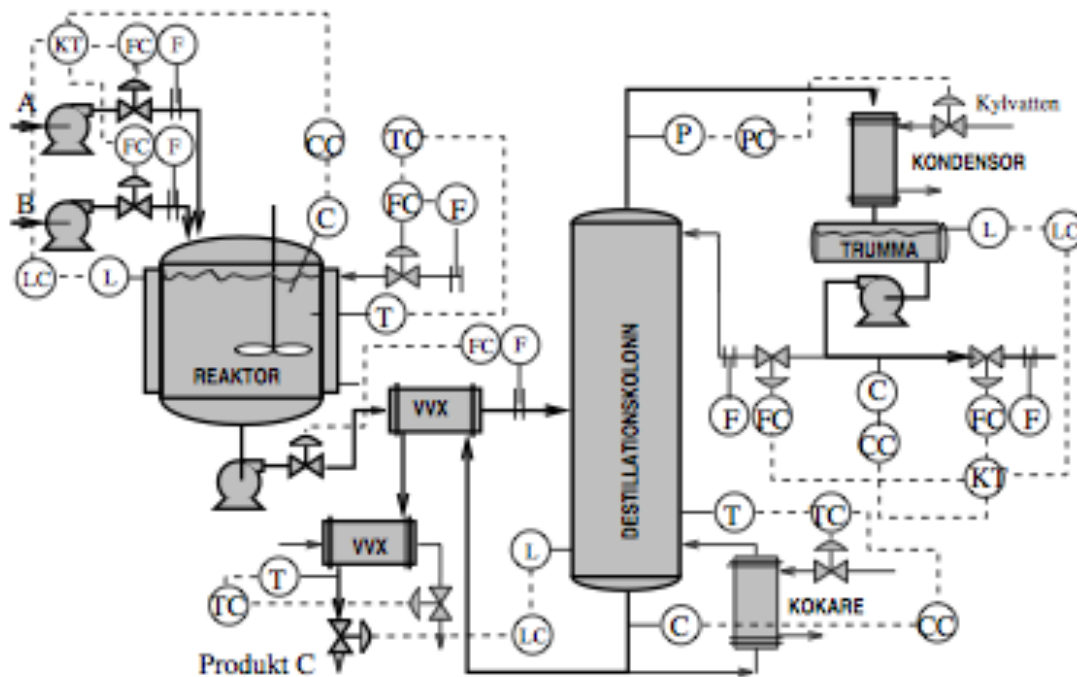 KT
FC
F
A
P
PC
Kylvatten
FC
F
CC
TC
KONDENSOR
B
FC
F
C
L
LC
TRUMMA
LC
L
T
FC
F
REAKTOR
VVX
DESTILLATIONSKOLONN
C
F
FC
FC
F
CC
KT
VVX
T
TC
L
T
TC
KOKARE
C
CC
LC
Produkt C